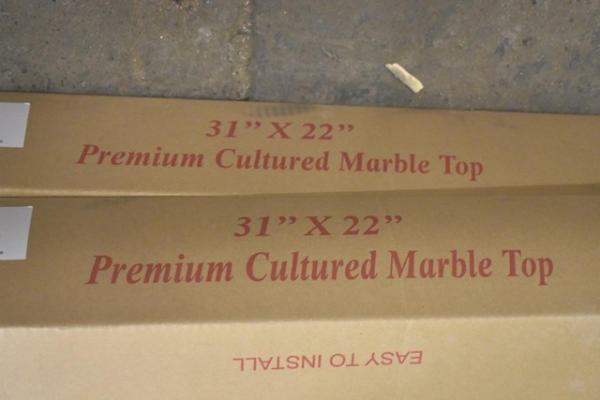 31” X 22”
Premium Cultured Marble Top
31” X 22”
Premium Cultured Marble Top
EASY TO INSTALL